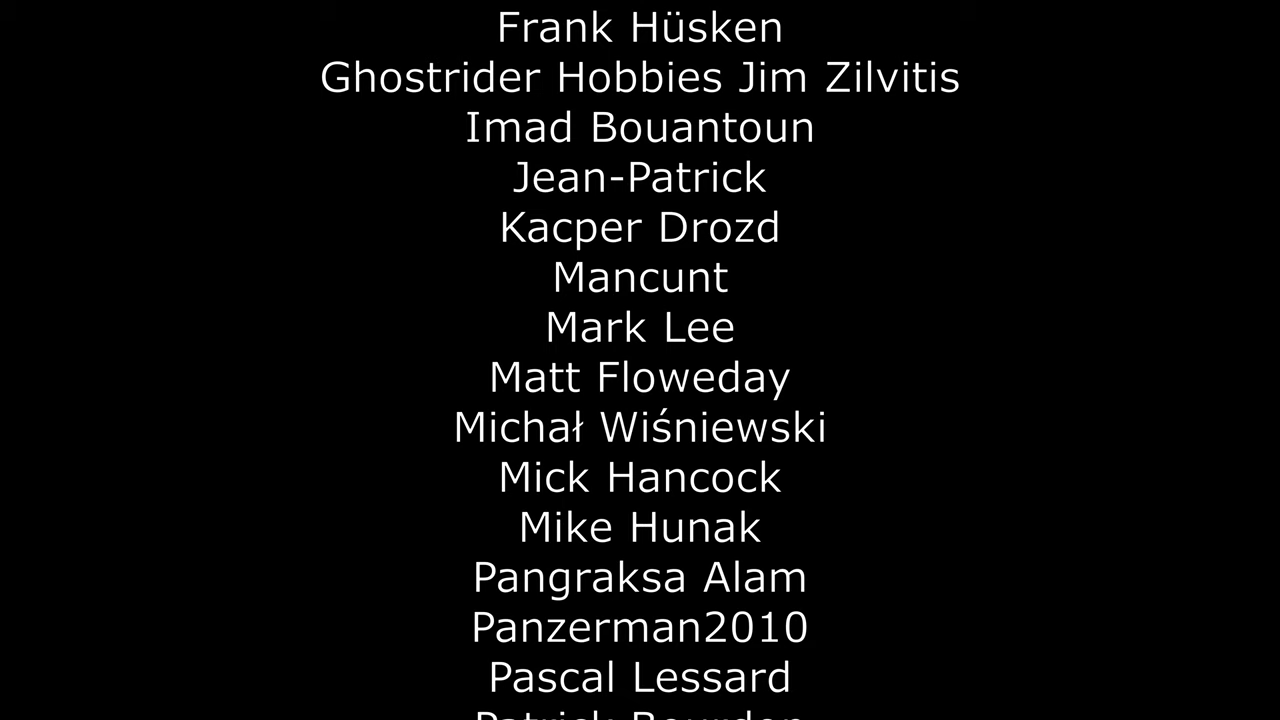 Frank Hüsken
Ghostrider Hobbies Jim Zilvitis
Imad Bouantoun
Jean-Patrick
Kacper Drozd
Mancunt
Mark Lee
Matt Floweday
Michał Wiśniewski
Mick Hancock
Mike Hunak
Pangraksa Alam
Panzerman2010
Pascal Lessard
Patrick